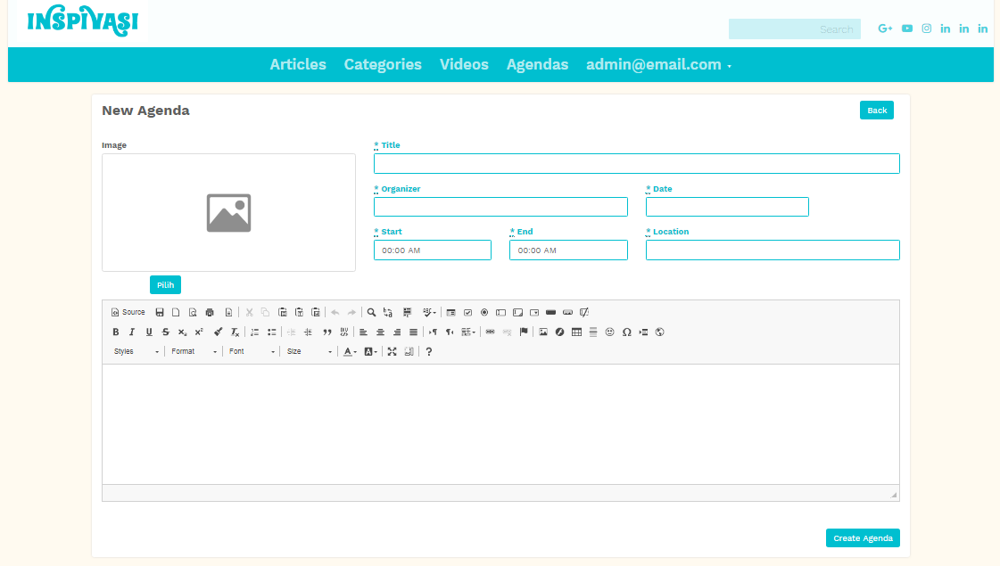 INSPIVASI
Search
Articles Categories Videos Agendas admin@email.com
New Agenda
Back
Image
* Title
* Organizer
* Date
* Start
* End
* Location
00:00 AM
00:00 AM
Pilih
Source
Styles Format Font Size
Create Agenda